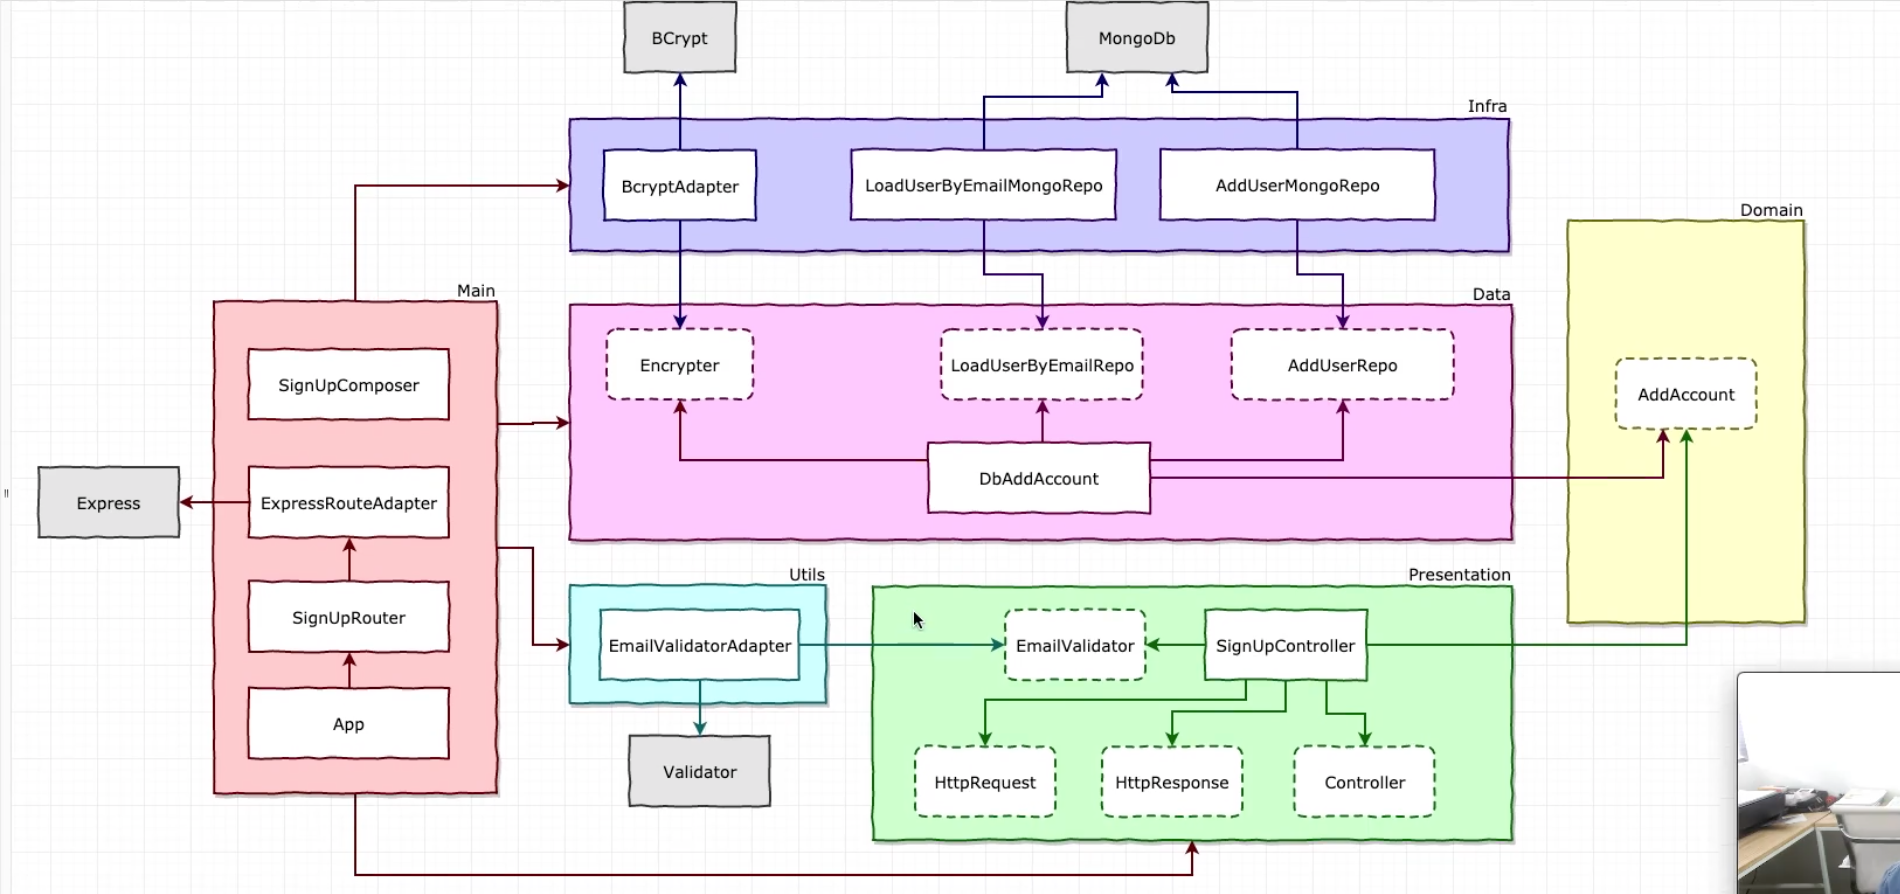 BCrypt
MongoDb
Infra
BcryptAdapter
LoadUserByEmailMongoRepo
AddUserMongoRepo
Domain
Main
Data
SignUpComposer
Encrypter
LoadUserByEmailRepo
AddUserRepo
AddAccount
DbAddAccount
Express
ExpressRouteAdapter
Utils
Presentation
SignUpRouter
EmailValidatorAdapter
EmailValidator
SignUpController
App
Validator
HttpRequest
HttpResponse
Controller